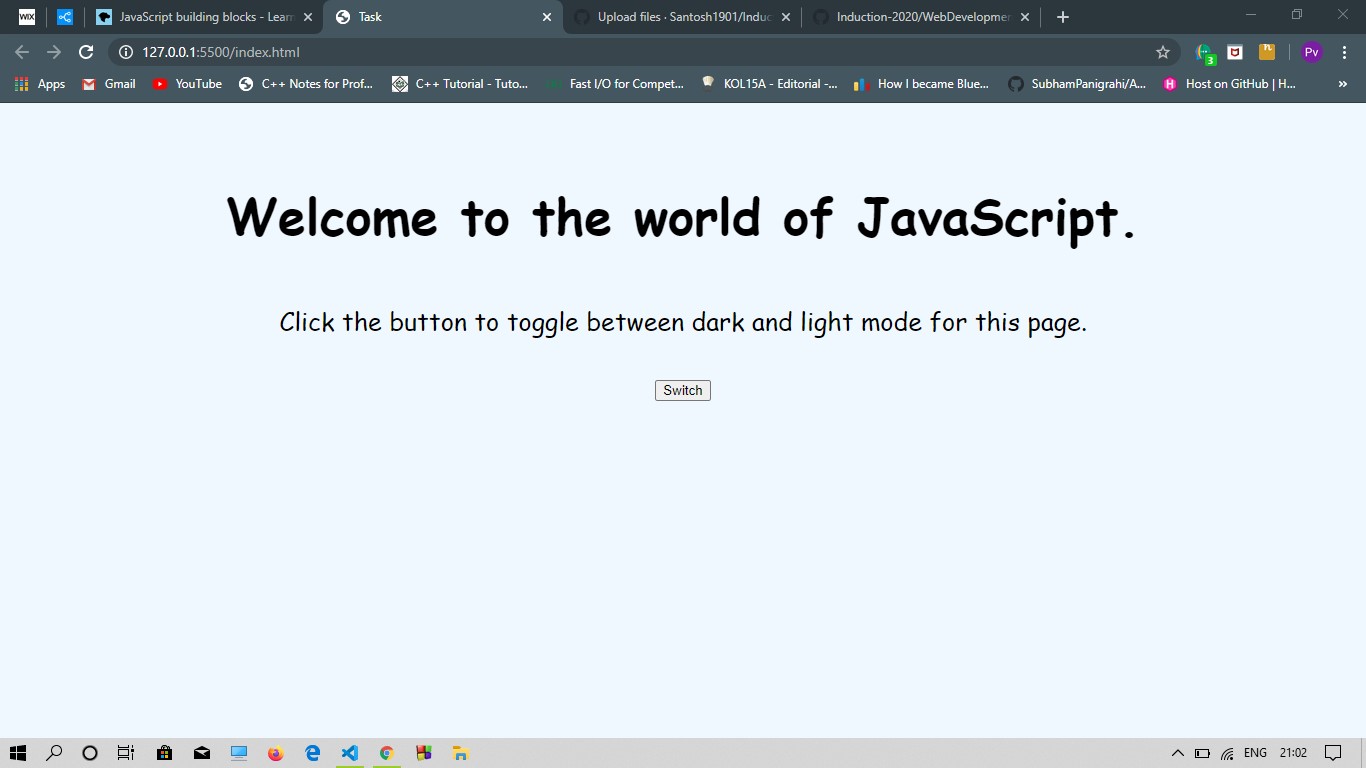 WIX
JavaScript building blocks - Learn
Task
Upload files · Santosh1901/Induc
Induction-2020/WebDevelopmen
127.0.0.1:5500/index.html
3
Pv
Apps
Gmail
YouTube
C++ Notes for Prof...
C++ Tutorial - Tuto...
Fast I/O for Compet...
KOL15A - Editorial -...
How I became Blue...
SubhamPanigrahi/A...
Host on GitHub | H...
Welcome to the world of JavaScript.
Click the button to toggle between dark and light mode for this page.
Switch
ENG
21:02